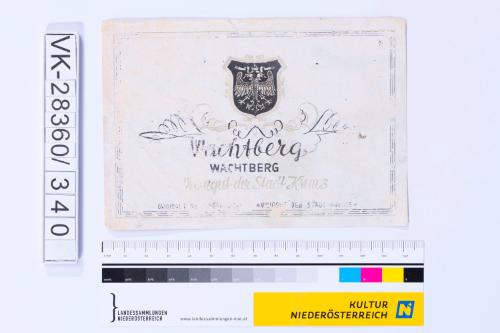 VK-28360/340
Wachtberg
WACHTBERG
Weingut der Stadt Krems
LANDESSAMMLUNGEN
NIEDERÖSTERREICH
www.landessammlungen-noe.at
KULTUR
NIEDERÖSTERREICH